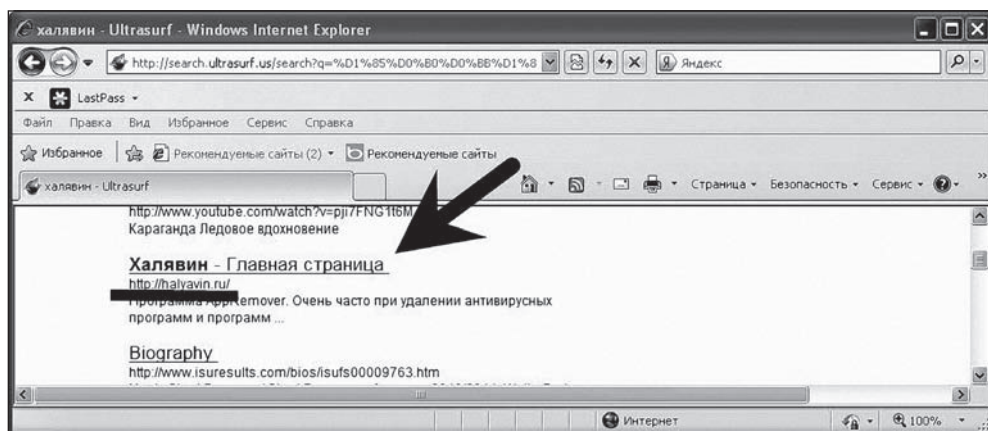 халявин - Ultrasurf - Windows Internet Explorer
http://search.ultrasurf.us/search?q=%D1%85%D0%B0%D0%BB%D1%8
Яндекс
X LastPass
Файл Правка Вид Избранное Сервис Справка
Избранное Рекомендуемые сайты (2) Рекомендуемые сайты
халявин - Ultrasurf
Страница Безопасность Сервис
http://www.youtube.com/watch?v=pji7FNG1t6M
Караганда Ледовое вдохновение
Халявин - Главная страница
http://halyavin.ru/
Программа AppRemover. Очень часто при удалении антивирусных
программ и программ ...
Biography
http://www.isuresults.com/bios/isufs00009763.htm
Интернет 100%